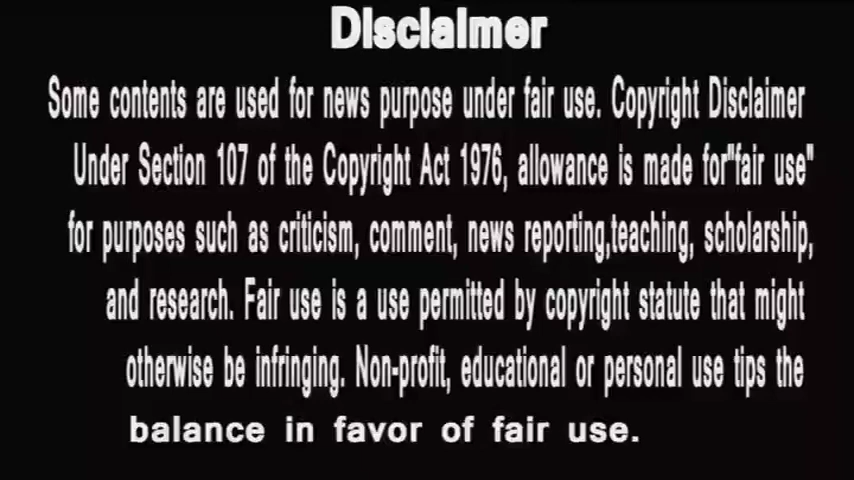 Disclaimer
Some contents are used for news purpose under fair use. Copyright Disclaimer
Under Section 107 of the Copyright Act 1976, allowance is made for"fair use"
for purposes such as criticism, comment, news reporting,teaching, scholarship,
and research. Fair use is a use permitted by copyright statute that might
otherwise be infringing. Non-profit, educational or personal use tips the
balance in favor of fair use.